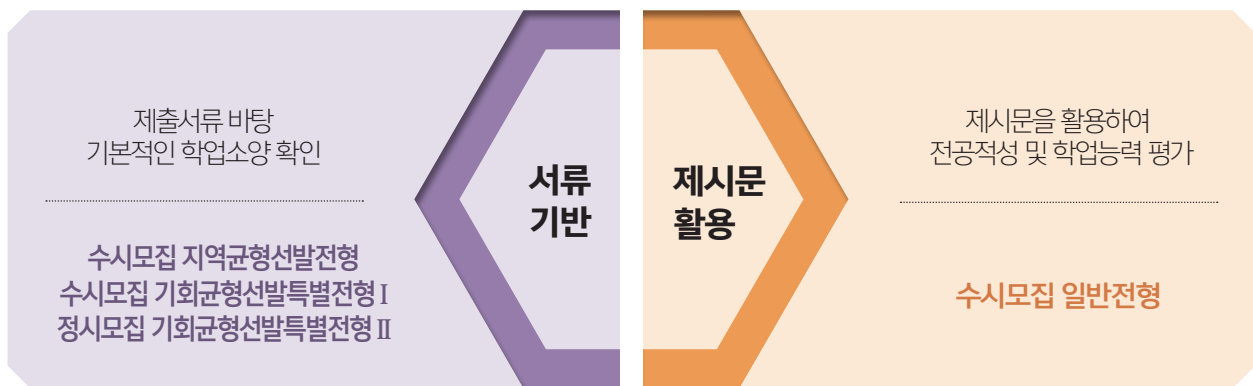 제출서류 바탕
기본적인 학업소양 확인
수시모집 지역균형선발전형
수시모집 기회균형선발특별전형 Ⅰ
정시모집 기회균형선발특별전형 Ⅱ
서류
기반
제시문
활용
제시문을 활용하여
전공적성 및 학업능력 평가
수시모집 일반전형